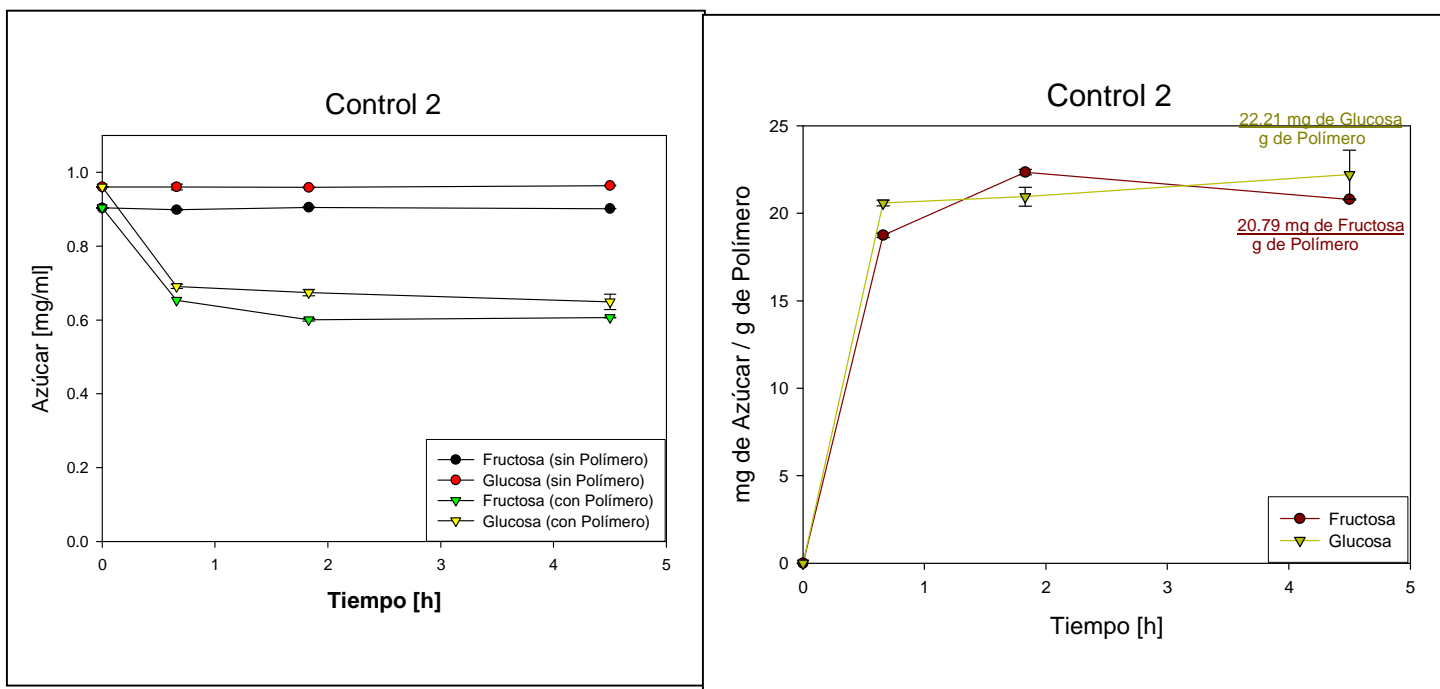 Control 2
Azúcar [mg/ml]
1.0
0.8
0.6
0.4
0.2
0.0
0
1
2
3
4
5
Tiempo [h]
Fructosa (sin Polímero)
Glucosa (sin Polímero)
Fructosa (con Polímero)
Glucosa (con Polímero)
Control 2
mg de Azúcar / g de Polímero
25
20
15
10
5
0
0
1
2
3
4
5
Tiempo [h]
22.21 mg de Glucosa
g de Polímero
20.79 mg de Fructosa
g de Polímero
Fructosa
Glucosa